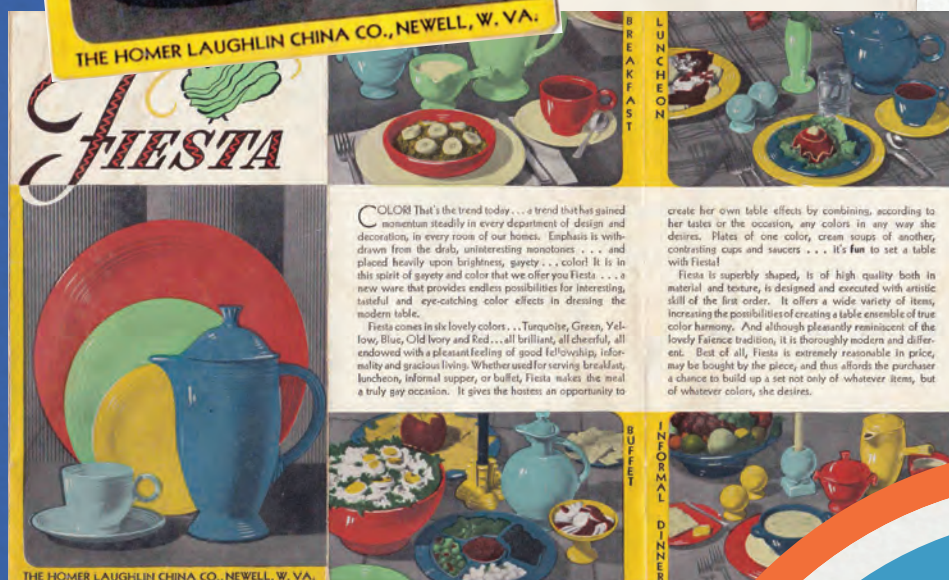 THE HOMER LAUGHLIN CHINA CO., NEWELL, W. VA.
FIESTA
BREAKFAST
LUNCHEON
COLOR! That's the trend today . . . a trend that has gained
momentum steadily in every department of design and
decoration, in every room of our homes. Emphasis is with-
drawn from the drab, uninteresting monotones . . . and
placed heavily upon brightness, gayety . . . color! It is in
this spirit of gayety and color that we offer you Fiesta . . . a
new ware that provides endless possibilities for interesting,
tasteful and eye-catching color effects in dressing the
modern table.
Fiesta comes in six lovely colors . . . Turquoise, Green, Yel-
low, Blue, Old Ivory and Red . . . all brilliant, all cheerful, all
endowed with a pleasant feeling of good fellowship, infor-
mality and gracious living. Whether used for serving breakfast,
luncheon, informal supper, or buffet, Fiesta makes the meal
a truly gay occasion. It gives the hostess an opportunity to
create her own table effects by combining, according to
her tastes or the occasion, any colors in any way she
desires. Plates of one color, cream soups of another,
contrasting cups and saucers . . . it's fun to set a table
with Fiesta!
Fiesta is superbly shaped, is of high quality both in
material and texture, is designed and executed with artistic
skill of the first order. It offers a wide variety of items,
increasing the possibilities of creating a table ensemble of true
color harmony. And although pleasantly reminiscent of the
lovely Faience tradition, it is thoroughly modern and differ-
ent. Best of all, Fiesta is extremely reasonable in price,
may be bought by the piece, and thus affords the purchaser
a chance to build up a set not only of whatever items, but
of whatever colors, she desires.
BUFFET
INFORMAL DINNER
THE HOMER LAUGHLIN CHINA CO., NEWELL, W. VA.